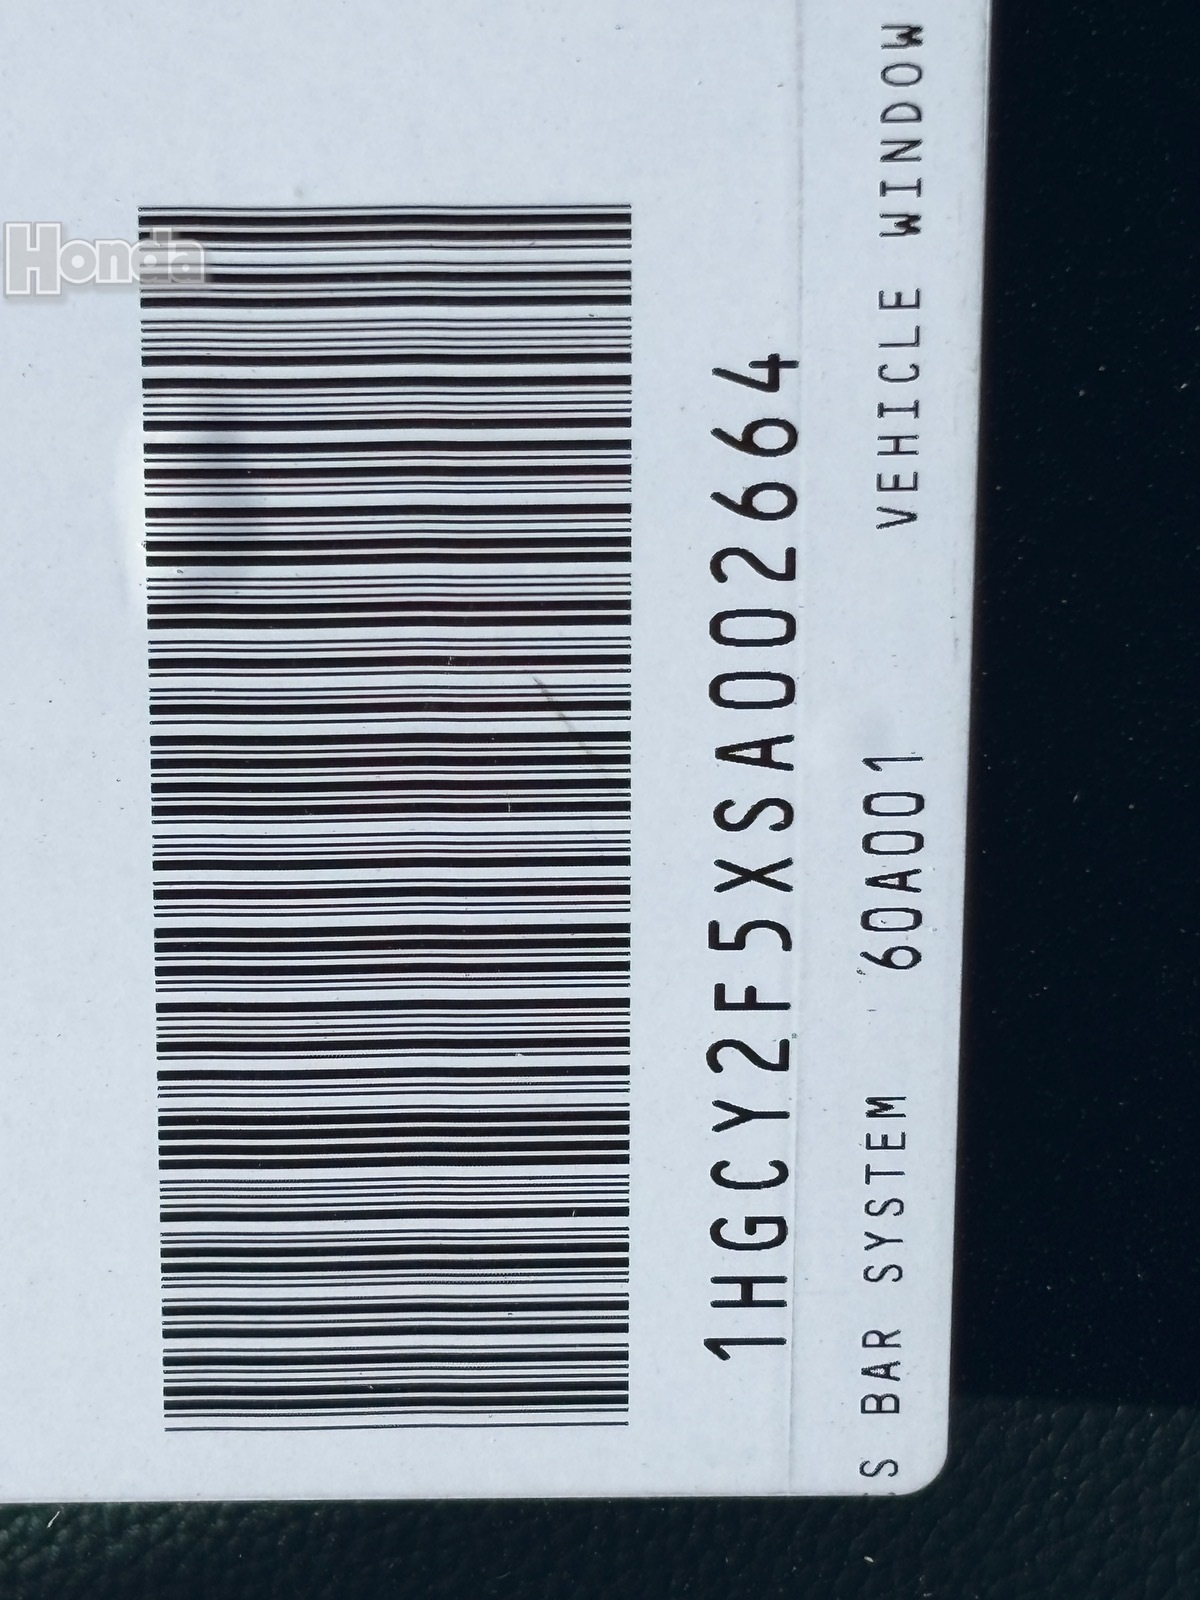 Honda
1HGCY2F5XSA002664
S BAR SYSTEM 60A001 VEHICLE WINDOW